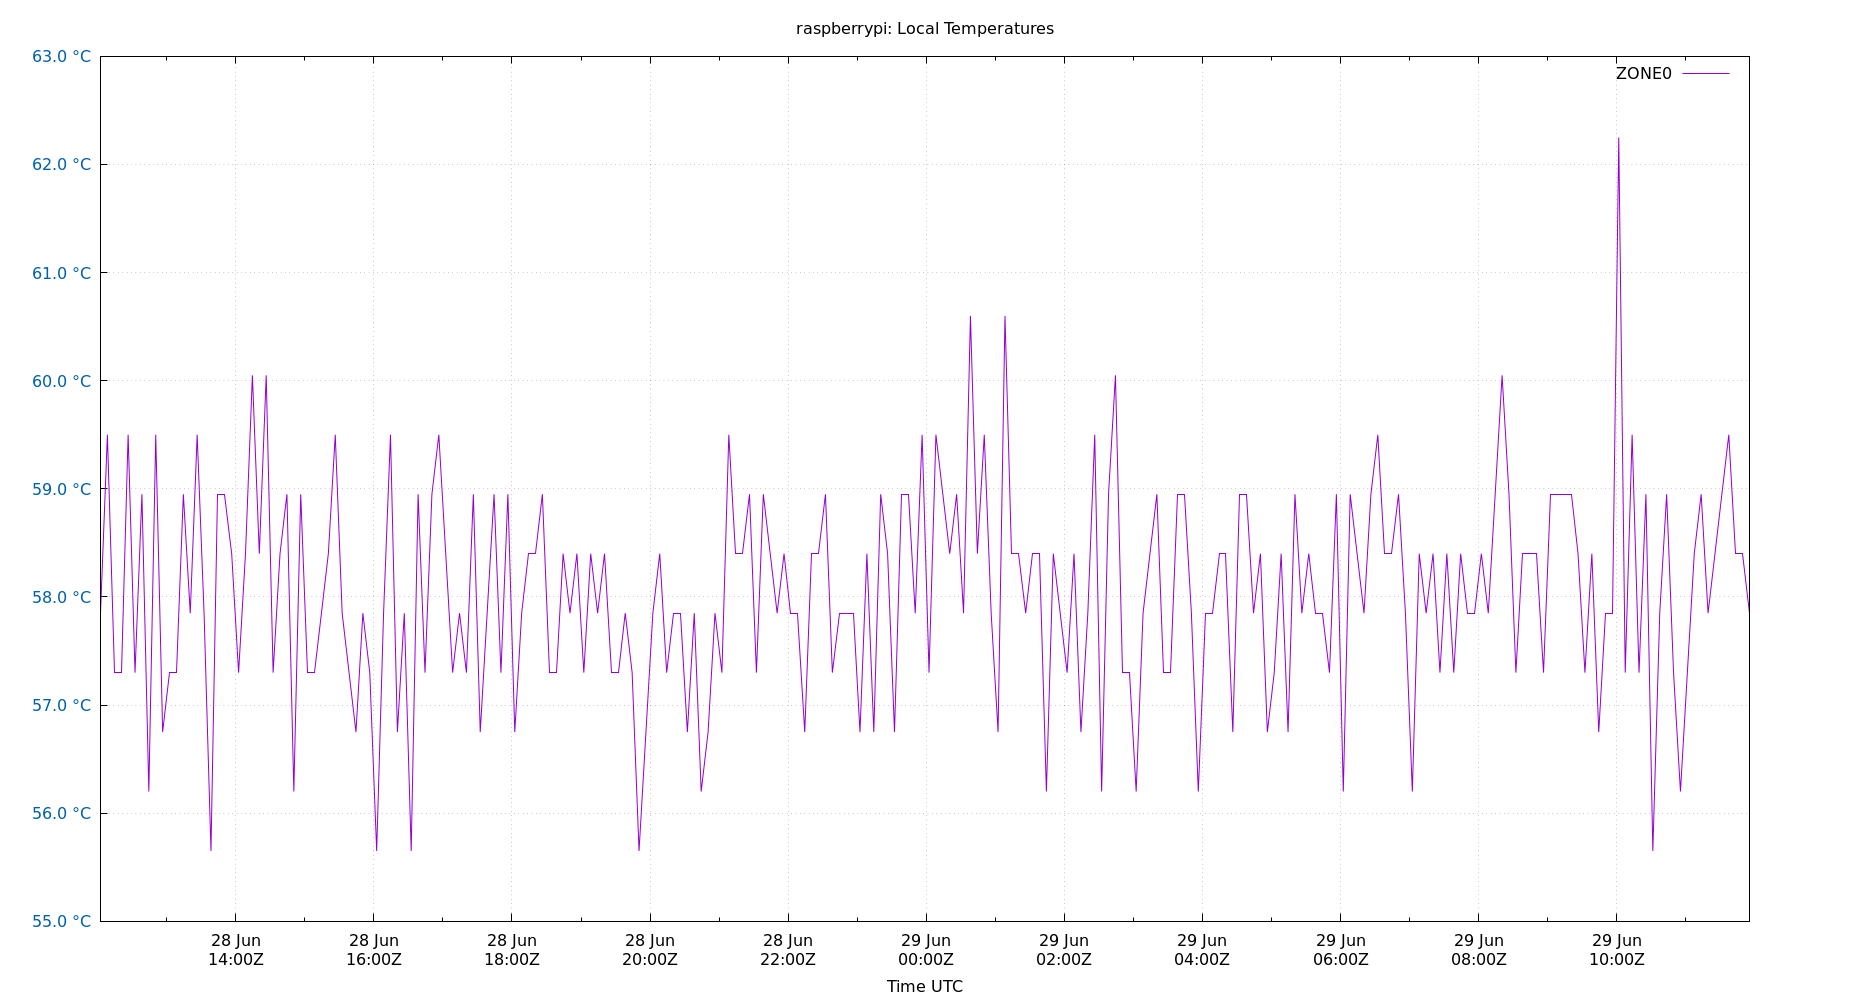 raspberrypi: Local Temperatures
63.0 °C
ZONE0
62.0 °C
61.0 °C
60.0 °C
59.0 °C
58.0 °C
57.0 °C
56.0 °C
55.0 °C
28 Jun 28 Jun 28 Jun 28 Jun 28 Jun 29 Jun 29 Jun 29 Jun 29 Jun 29 Jun 29 Jun
14:00Z 16:00Z 18:00Z 20:00Z 22:00Z 00:00Z 02:00Z 04:00Z 06:00Z 08:00Z 10:00Z
Time UTC